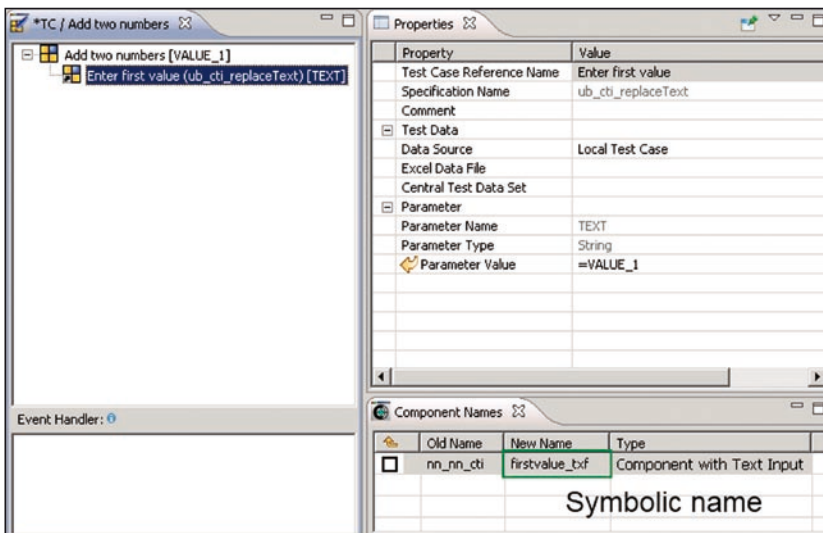 *TC / Add two numbers
Add two numbers [VALUE_1]
Enter first value (ub_cti_replaceText) [TEXT]
Event Handler:
Properties
Property Value
Test Case Reference Name Enter first value
Specification Name ub_cti_replaceText
Comment
Test Data
Data Source Local Test Case
Excel Data File
Central Test Data Set
Parameter
Parameter Name TEXT
Parameter Type String
Parameter Value =VALUE_1
Component Names
Old Name New Name Type
nn_nn_cti firstvalue_txf Component with Text Input
Symbolic name